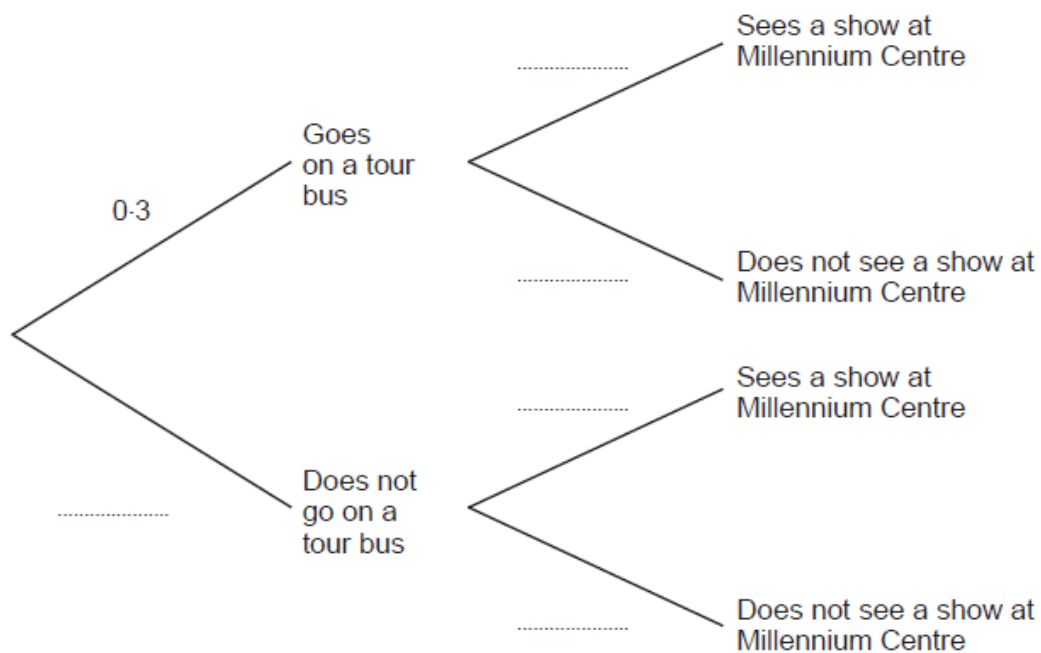 Sees a show at
Millennium Centre
Goes
on a tour
bus
0·3
Does not see a show at
Millennium Centre
Sees a show at
Millennium Centre
Does not
go on a
tour bus
Does not see a show at
Millennium Centre